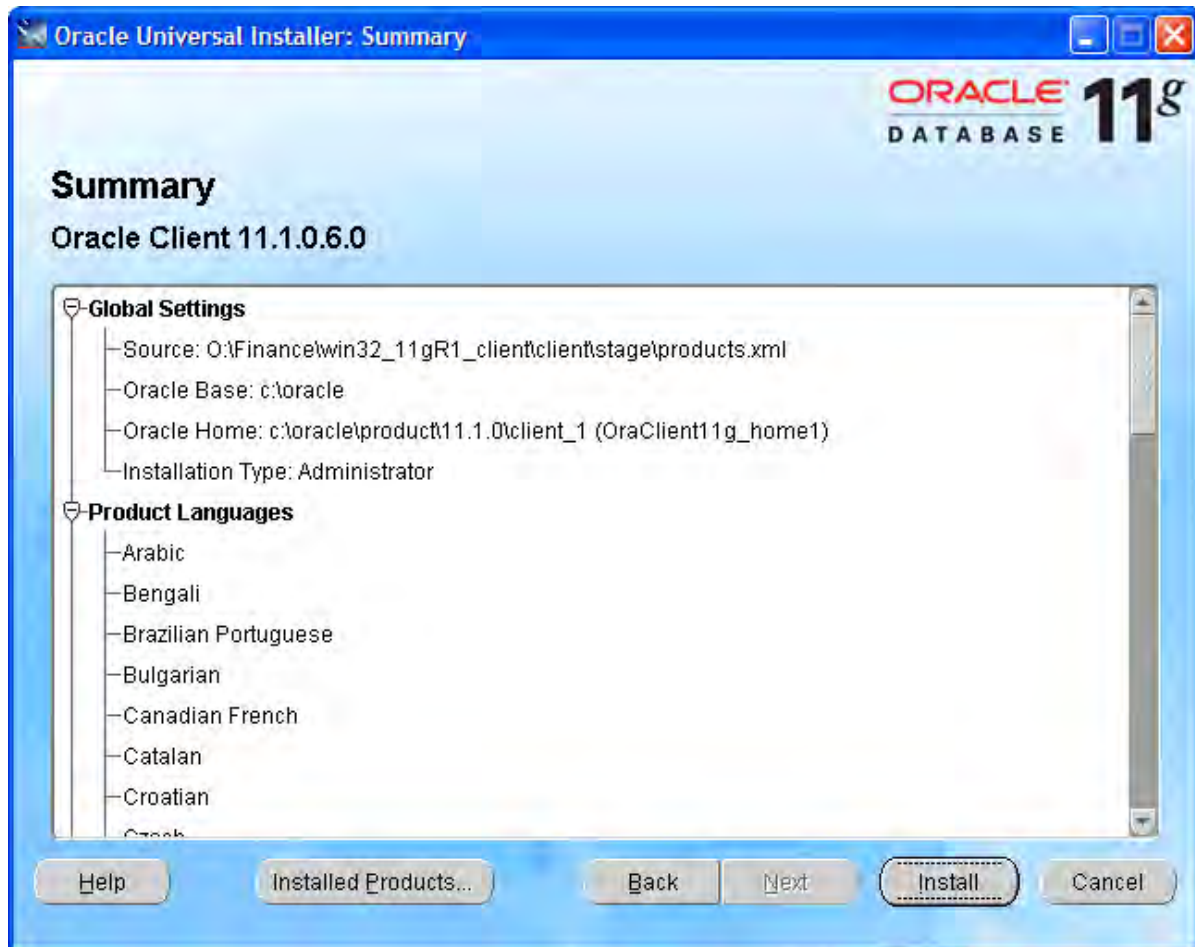 Oracle Universal Installer: Summary
ORACLE 11g
DATABASE
Summary
Oracle Client 11.1.0.6.0
Global Settings
Source: O:\Finance\win32_11gR1_client\client\stage\products.xml
Oracle Base: c:\oracle
Oracle Home: c:\oracle\product\11.1.0\client_1 (OraClient11g_home1)
Installation Type: Administrator
Product Languages
Arabic
Bengali
Brazilian Portuguese
Bulgarian
Canadian French
Catalan
Croatian
Czech
Help Installed Products... Back Next Install Cancel